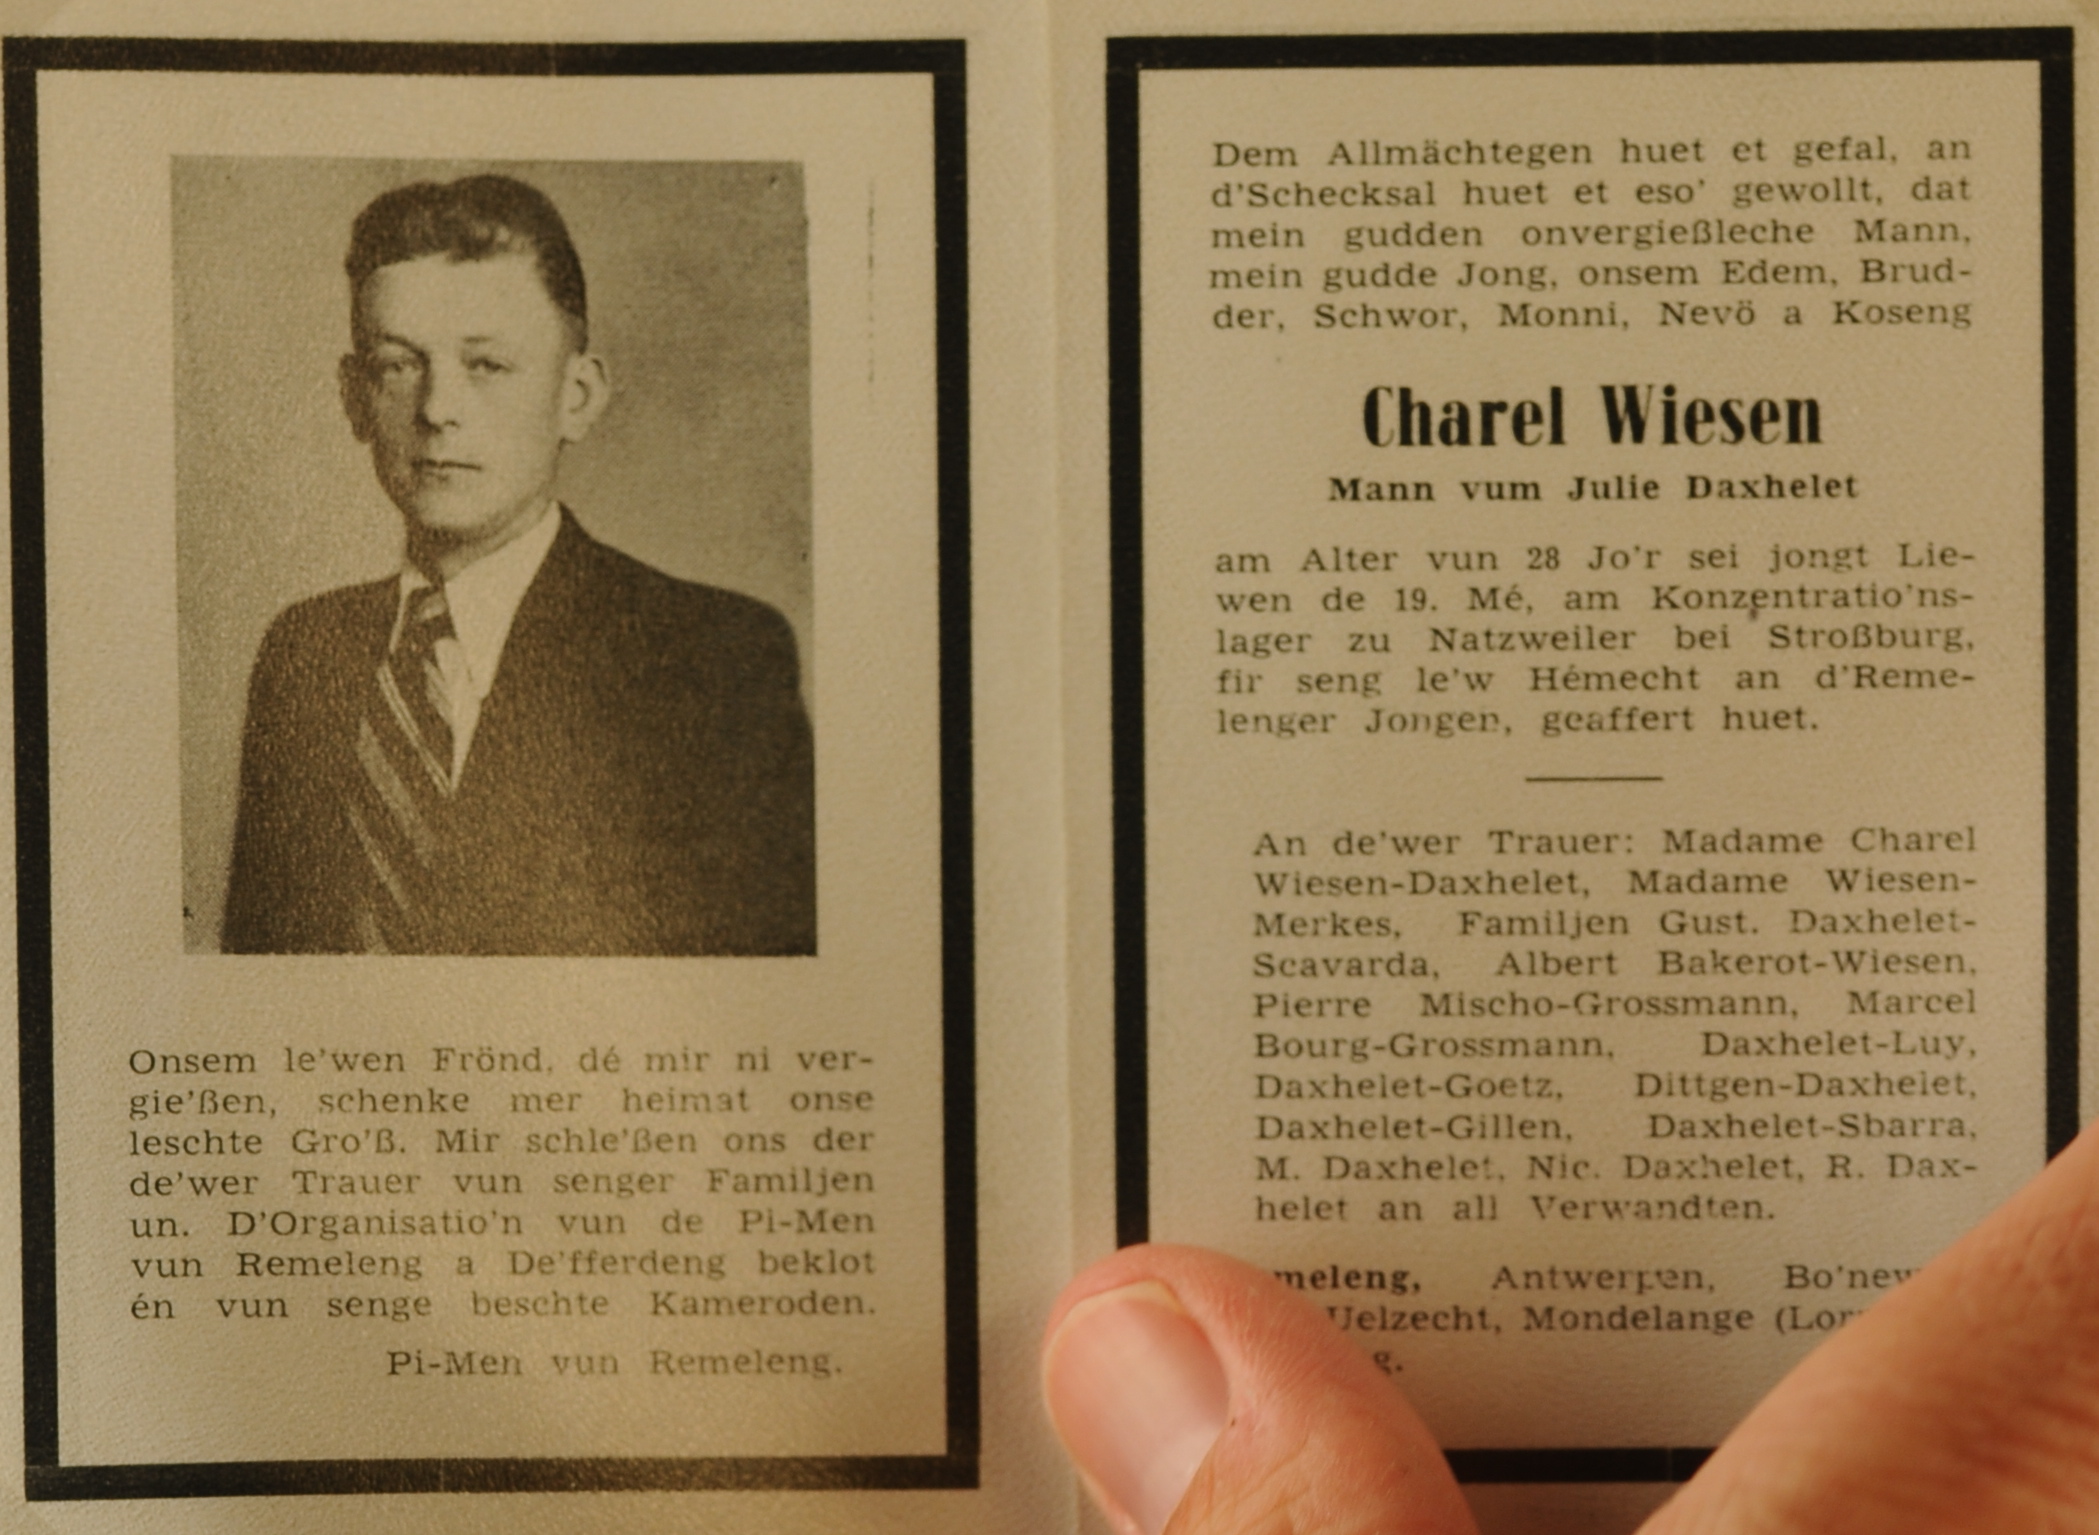 Onsem le'wen Frönd, dé mir ni ver-
gie'ßen, schenke mer heimat onse
leschte Gro'ß. Mir schle'ßen ons der
de'wer Trauer vun senger Familjen
un. D'Organisatio'n vun de Pi-Men
vun Remeleng a De'fferdeng beklot
én vun senge beschte Kameroden.
Pi-Men vun Remeleng.
Dem Allmächtegen huet et gefal, an
d'Schecksal huet et eso' gewollt, dat
mein gudden onvergießleche Mann,
mein gudde Jong, onsem Edem, Brud-
der, Schwor, Monni, Nevö a Koseng
Charel Wiesen
Mann vum Julie Daxhelet
am Alter vun 28 Jo'r sei jongt Lie-
wen de 19. Mé, am Konzentratio'ns-
lager zu Natzweiler bei Stroßburg,
fir seng le'w Hémecht an d'Reme-
lenger Jongen, geaffert huet.
An de'wer Trauer: Madame Charel
Wiesen-Daxhelet, Madame Wiesen-
Merkes, Familjen Gust. Daxhelet-
Scavarda, Albert Bakerot-Wiesen,
Pierre Mischo-Grossmann, Marcel
Bourg-Grossmann, Daxhelet-Luy,
Daxhelet-Goetz, Dittgen-Daxhelet,
Daxhelet-Gillen, Daxhelet-Sbarra,
M. Daxhelet, Nic. Daxhelet, R. Dax-
helet an all Verwandten.
meleng, Antwerpen, Bo'new
Uelzecht, Mondelange (Lor
g.